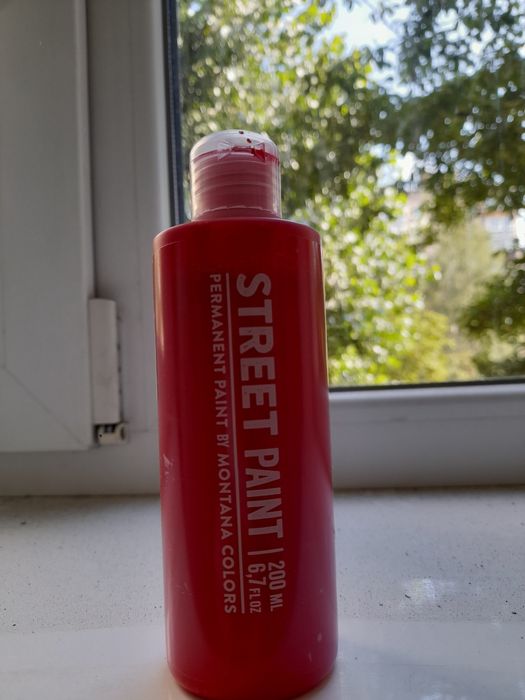 STREET PAINT | 200 ML
6,7 FL OZ
PERMANENT PAINT BY MONTANA COLORS